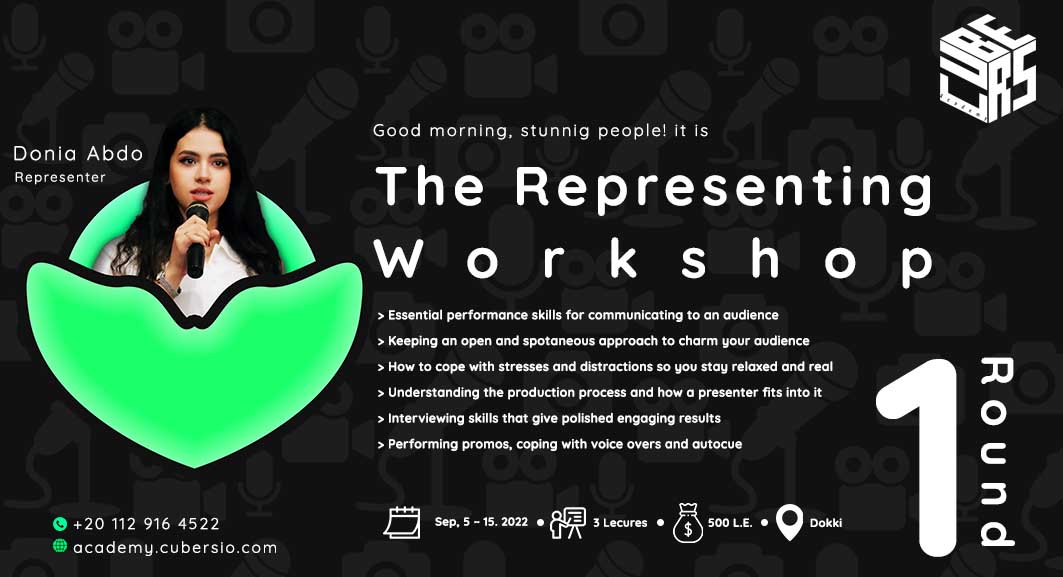 CUBERS
Academy
Donia Abdo
Representer
Good morning, stunnig people! it is
The Representing
Workshop
> Essential performance skills for communicating to an audience
> Keeping an open and spotaneous approach to charm your audience
> How to cope with stresses and distractions so you stay relaxed and real
> Understanding the production process and how a presenter fits into it
> Interviewing skills that give polished engaging results
> Performing promos, coping with voice overs and autocue
1
Round
Sep, 5 - 15. 2022 • 3 Lecures • $ 500 L.E. • Dokki
+20 112 916 4522
academy.cubersio.com